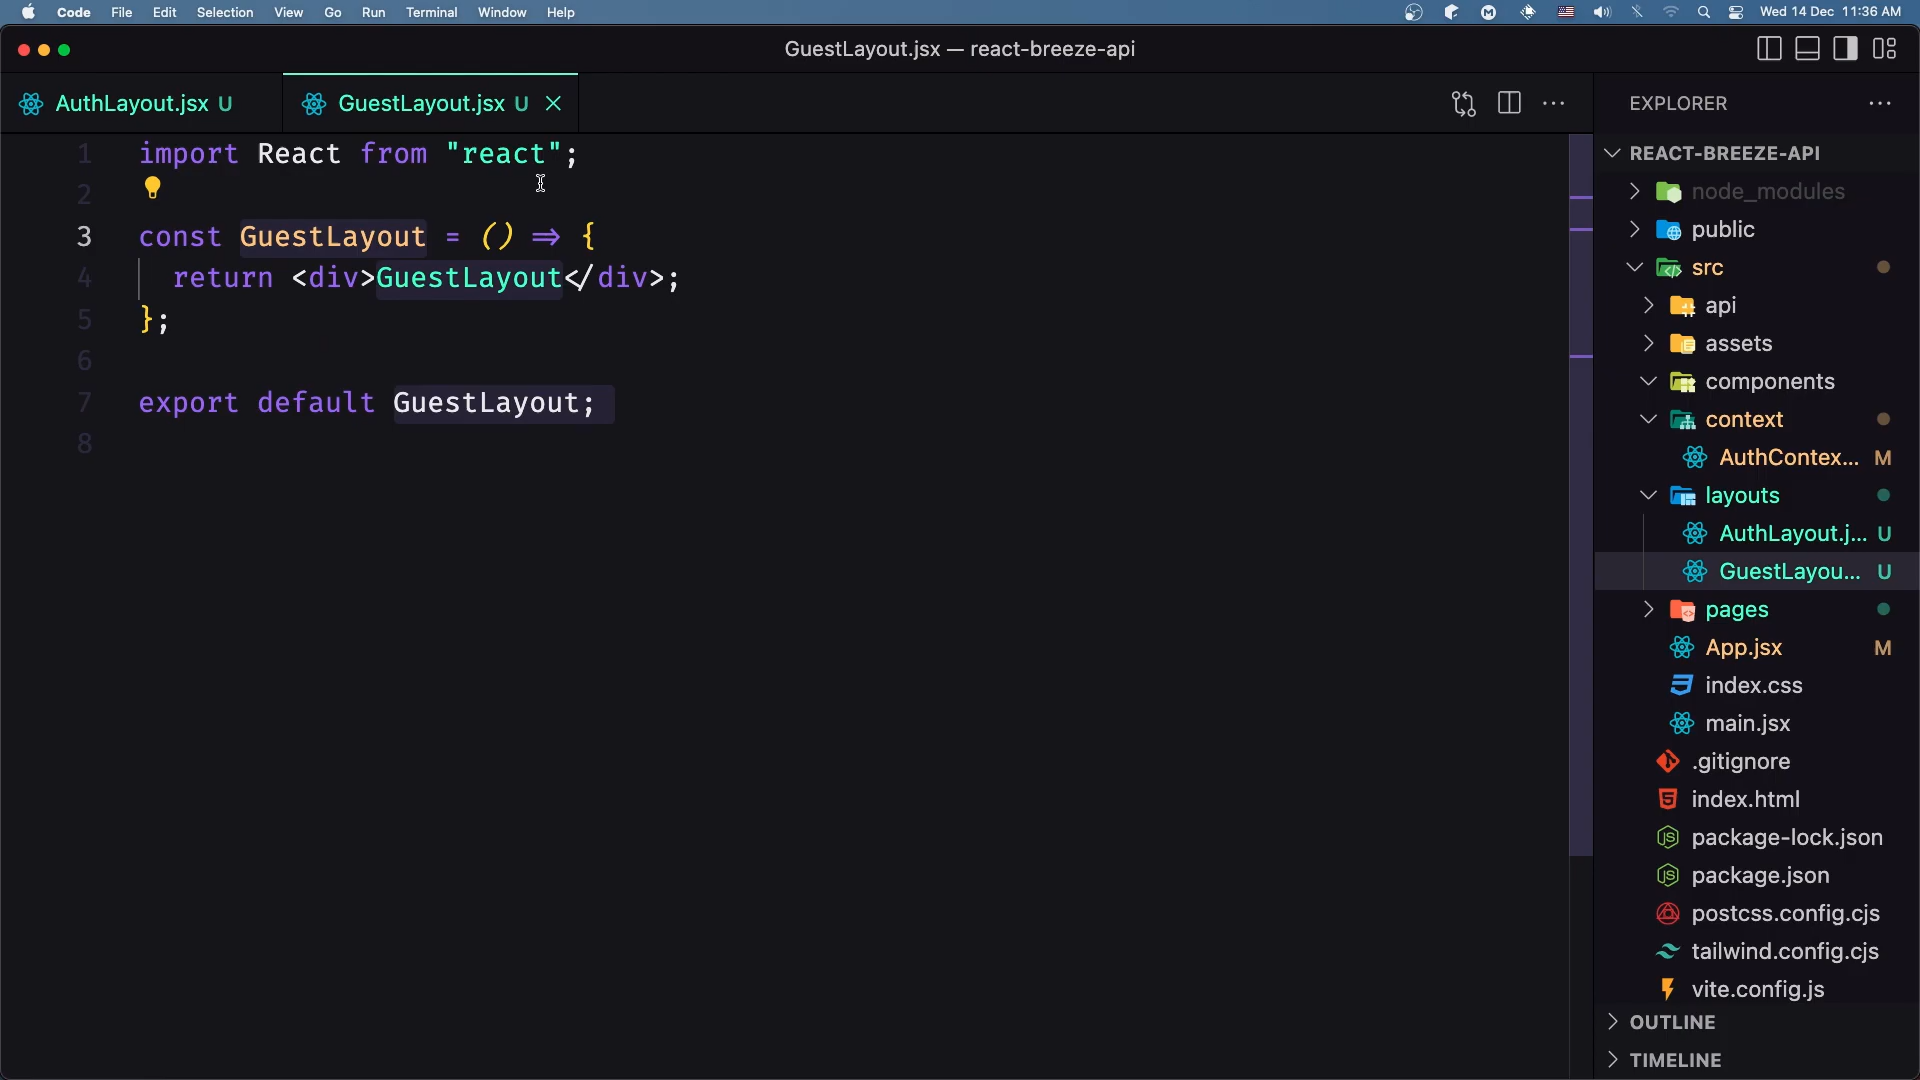 Code File Edit Selection View Go Run Terminal Window Help Wed 14 Dec 11:36 AM
GuestLayout.jsx — react-breeze-api
AuthLayout.jsx U GuestLayout.jsx U
1 import React from "react";
2
3 const GuestLayout = () => {
4 return <div>GuestLayout</div>;
5 };
6
7 export default GuestLayout;
8
EXPLORER
REACT-BREEZE-API
node_modules
public
src
api
assets
components
context
AuthContex... M
layouts
AuthLayout.j... U
GuestLayou... U
pages
App.jsx M
index.css
main.jsx
.gitignore
index.html
package-lock.json
package.json
postcss.config.cjs
tailwind.config.cjs
vite.config.js
OUTLINE
TIMELINE